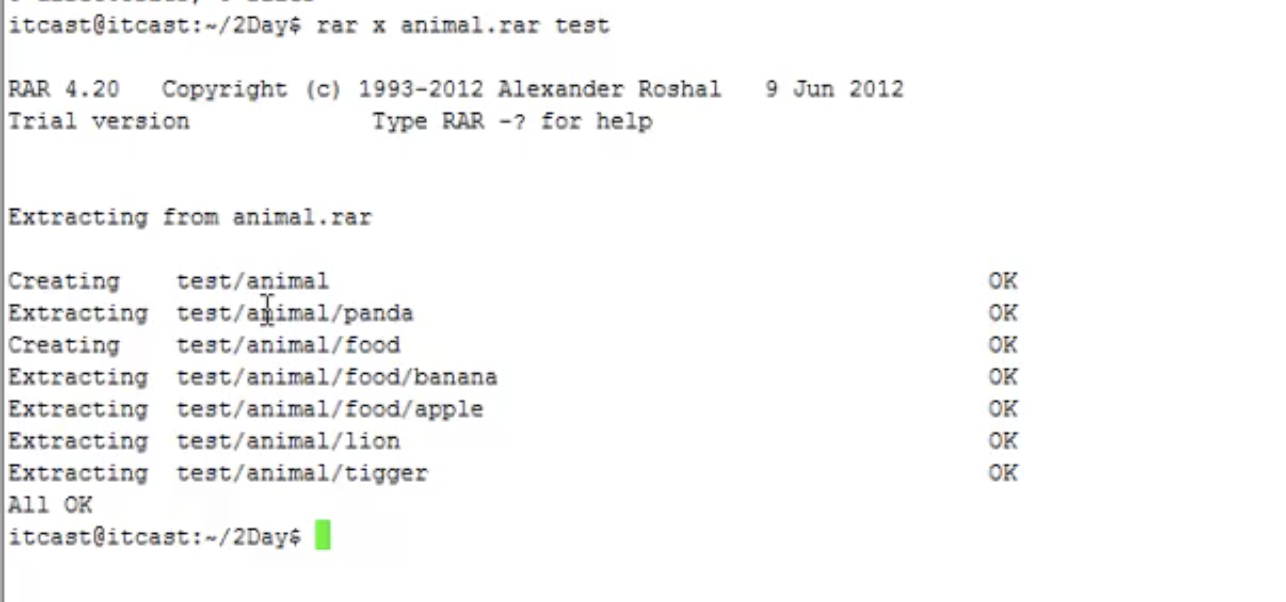 itcast@itcast:~/2Day$ rar x animal.rar test
RAR 4.20   Copyright (c) 1993-2012 Alexander Roshal   9 Jun 2012
Trial version             Type RAR -? for help
Extracting from animal.rar
Creating    test/animal                                               OK
Extracting  test/animal/panda                                         OK
Creating    test/animal/food                                          OK
Extracting  test/animal/food/banana                                   OK
Extracting  test/animal/food/apple                                    OK
Extracting  test/animal/lion                                          OK
Extracting  test/animal/tigger                                        OK
All OK
itcast@itcast:~/2Day$